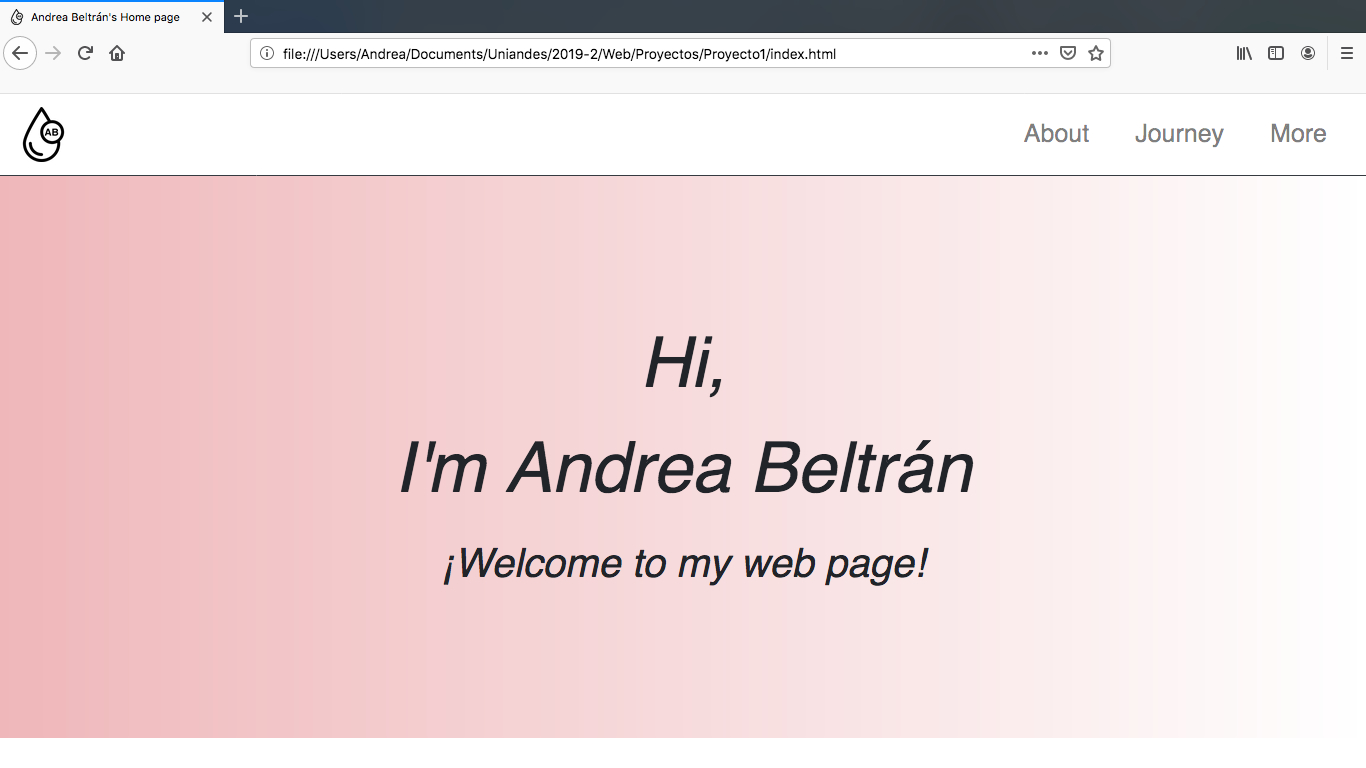 Andrea Beltrán's Home page
file:///Users/Andrea/Documents/Uniandes/2019-2/Web/Proyectos/Proyecto1/index.html
AB
About Journey More
Hi,
I'm Andrea Beltrán
¡Welcome to my web page!